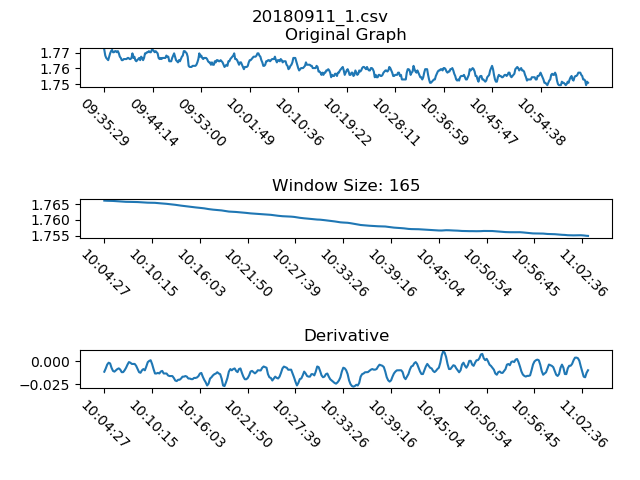 20180911_1.csv
Original Graph
1.77
1.76
1.75
09:35:29 09:44:14 09:53:00 10:01:49 10:10:36 10:19:22 10:28:11 10:36:59 10:45:47 10:54:38
Window Size: 165
1.765
1.760
1.755
10:04:27 10:10:15 10:16:03 10:21:50 10:27:39 10:33:26 10:39:16 10:45:04 10:50:54 10:56:45 11:02:36
Derivative
0.000
−0.025
10:04:27 10:10:15 10:16:03 10:21:50 10:27:39 10:33:26 10:39:16 10:45:04 10:50:54 10:56:45 11:02:36